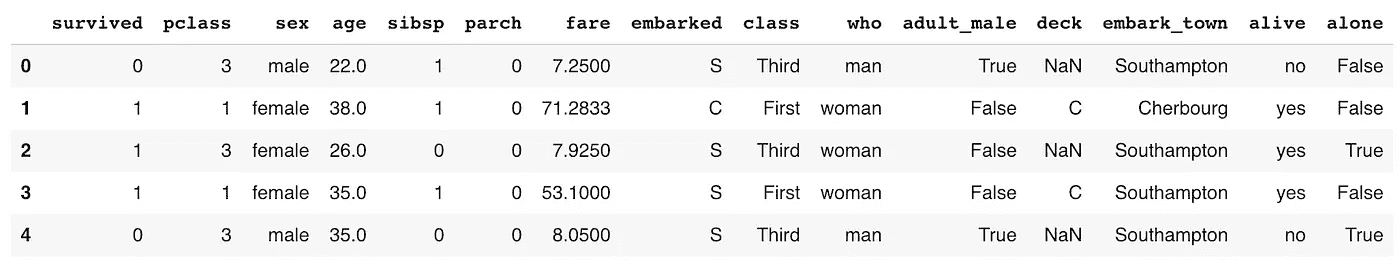 survived pclass sex age sibsp parch fare embarked class who adult_male deck embark_town alive alone
0 0 3 male 22.0 1 0 7.2500 S Third man True NaN Southampton no False
1 1 1 female 38.0 1 0 71.2833 C First woman False C Cherbourg yes False
2 1 3 female 26.0 0 0 7.9250 S Third woman False NaN Southampton yes True
3 1 1 female 35.0 1 0 53.1000 S First woman False C Southampton yes False
4 0 3 male 35.0 0 0 8.0500 S Third man True NaN Southampton no True